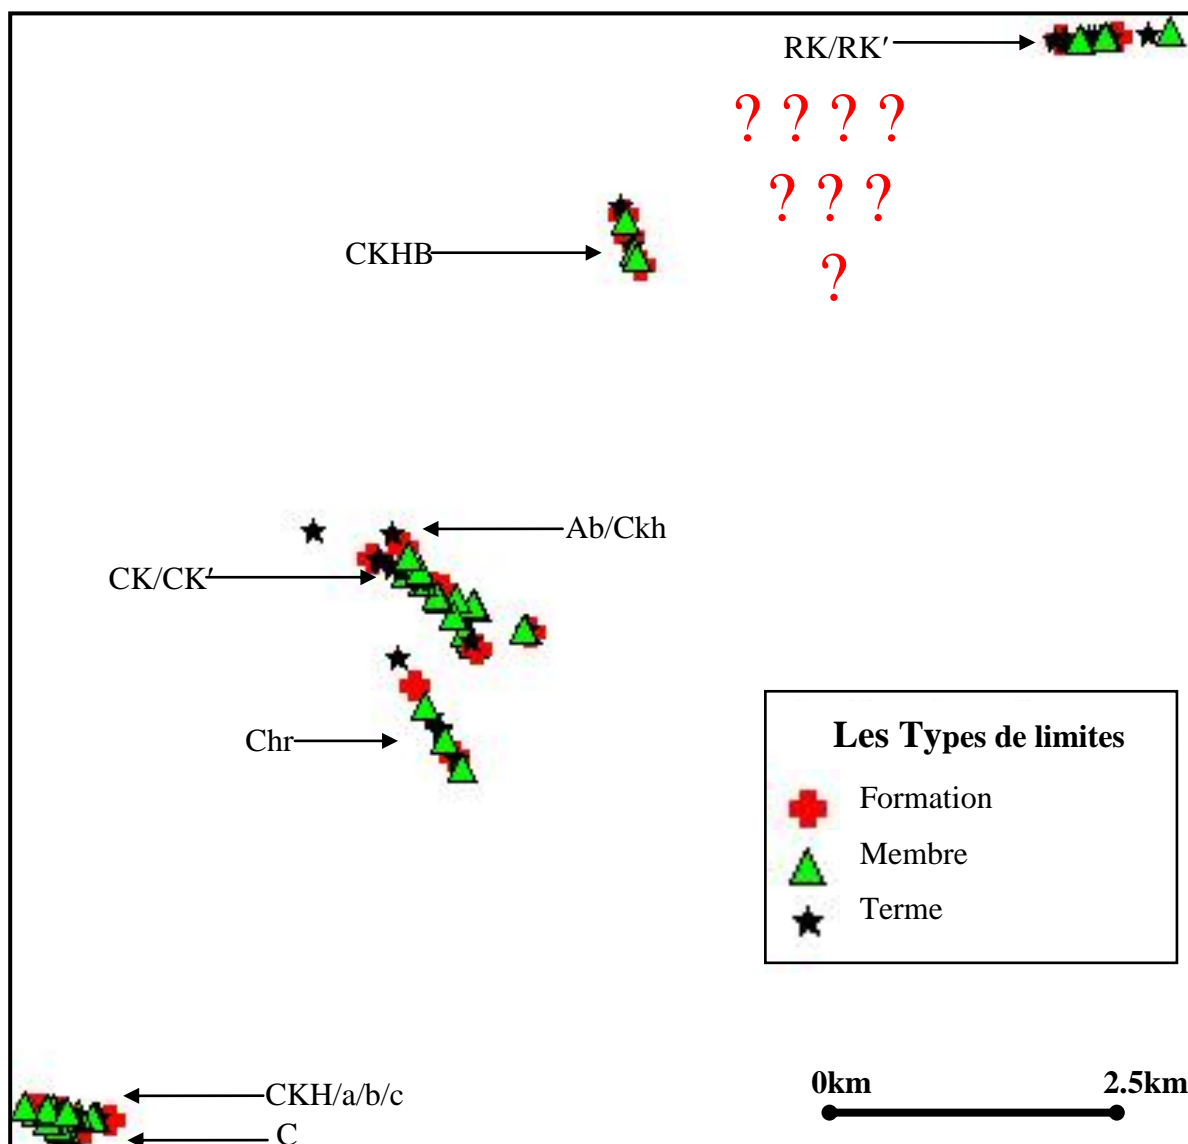 RK/RK′
? ? ? ?
? ? ?
?
CKHB
Ab/Ckh
CK/CK′
Chr
Les Types de limites
Formation
Membre
Terme
0km 2.5km
CKH/a/b/c
C